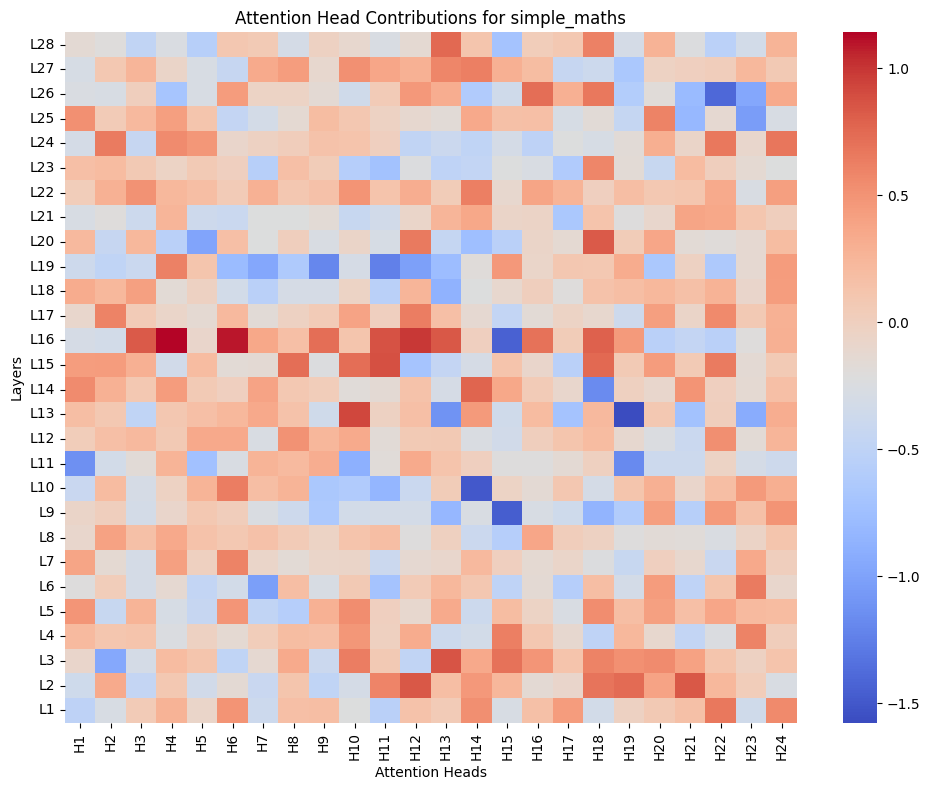 Attention Head Contributions for simple_maths
Layers
L28
L27
L26
L25
L24
L23
L22
L21
L20
L19
L18
L17
L16
L15
L14
L13
L12
L11
L10
L9
L8
L7
L6
L5
L4
L3
L2
L1
H1 H2 H3 H4 H5 H6 H7 H8 H9 H10 H11 H12 H13 H14 H15 H16 H17 H18 H19 H20 H21 H22 H23 H24
Attention Heads
1.0
0.5
0.0
−0.5
−1.0
−1.5